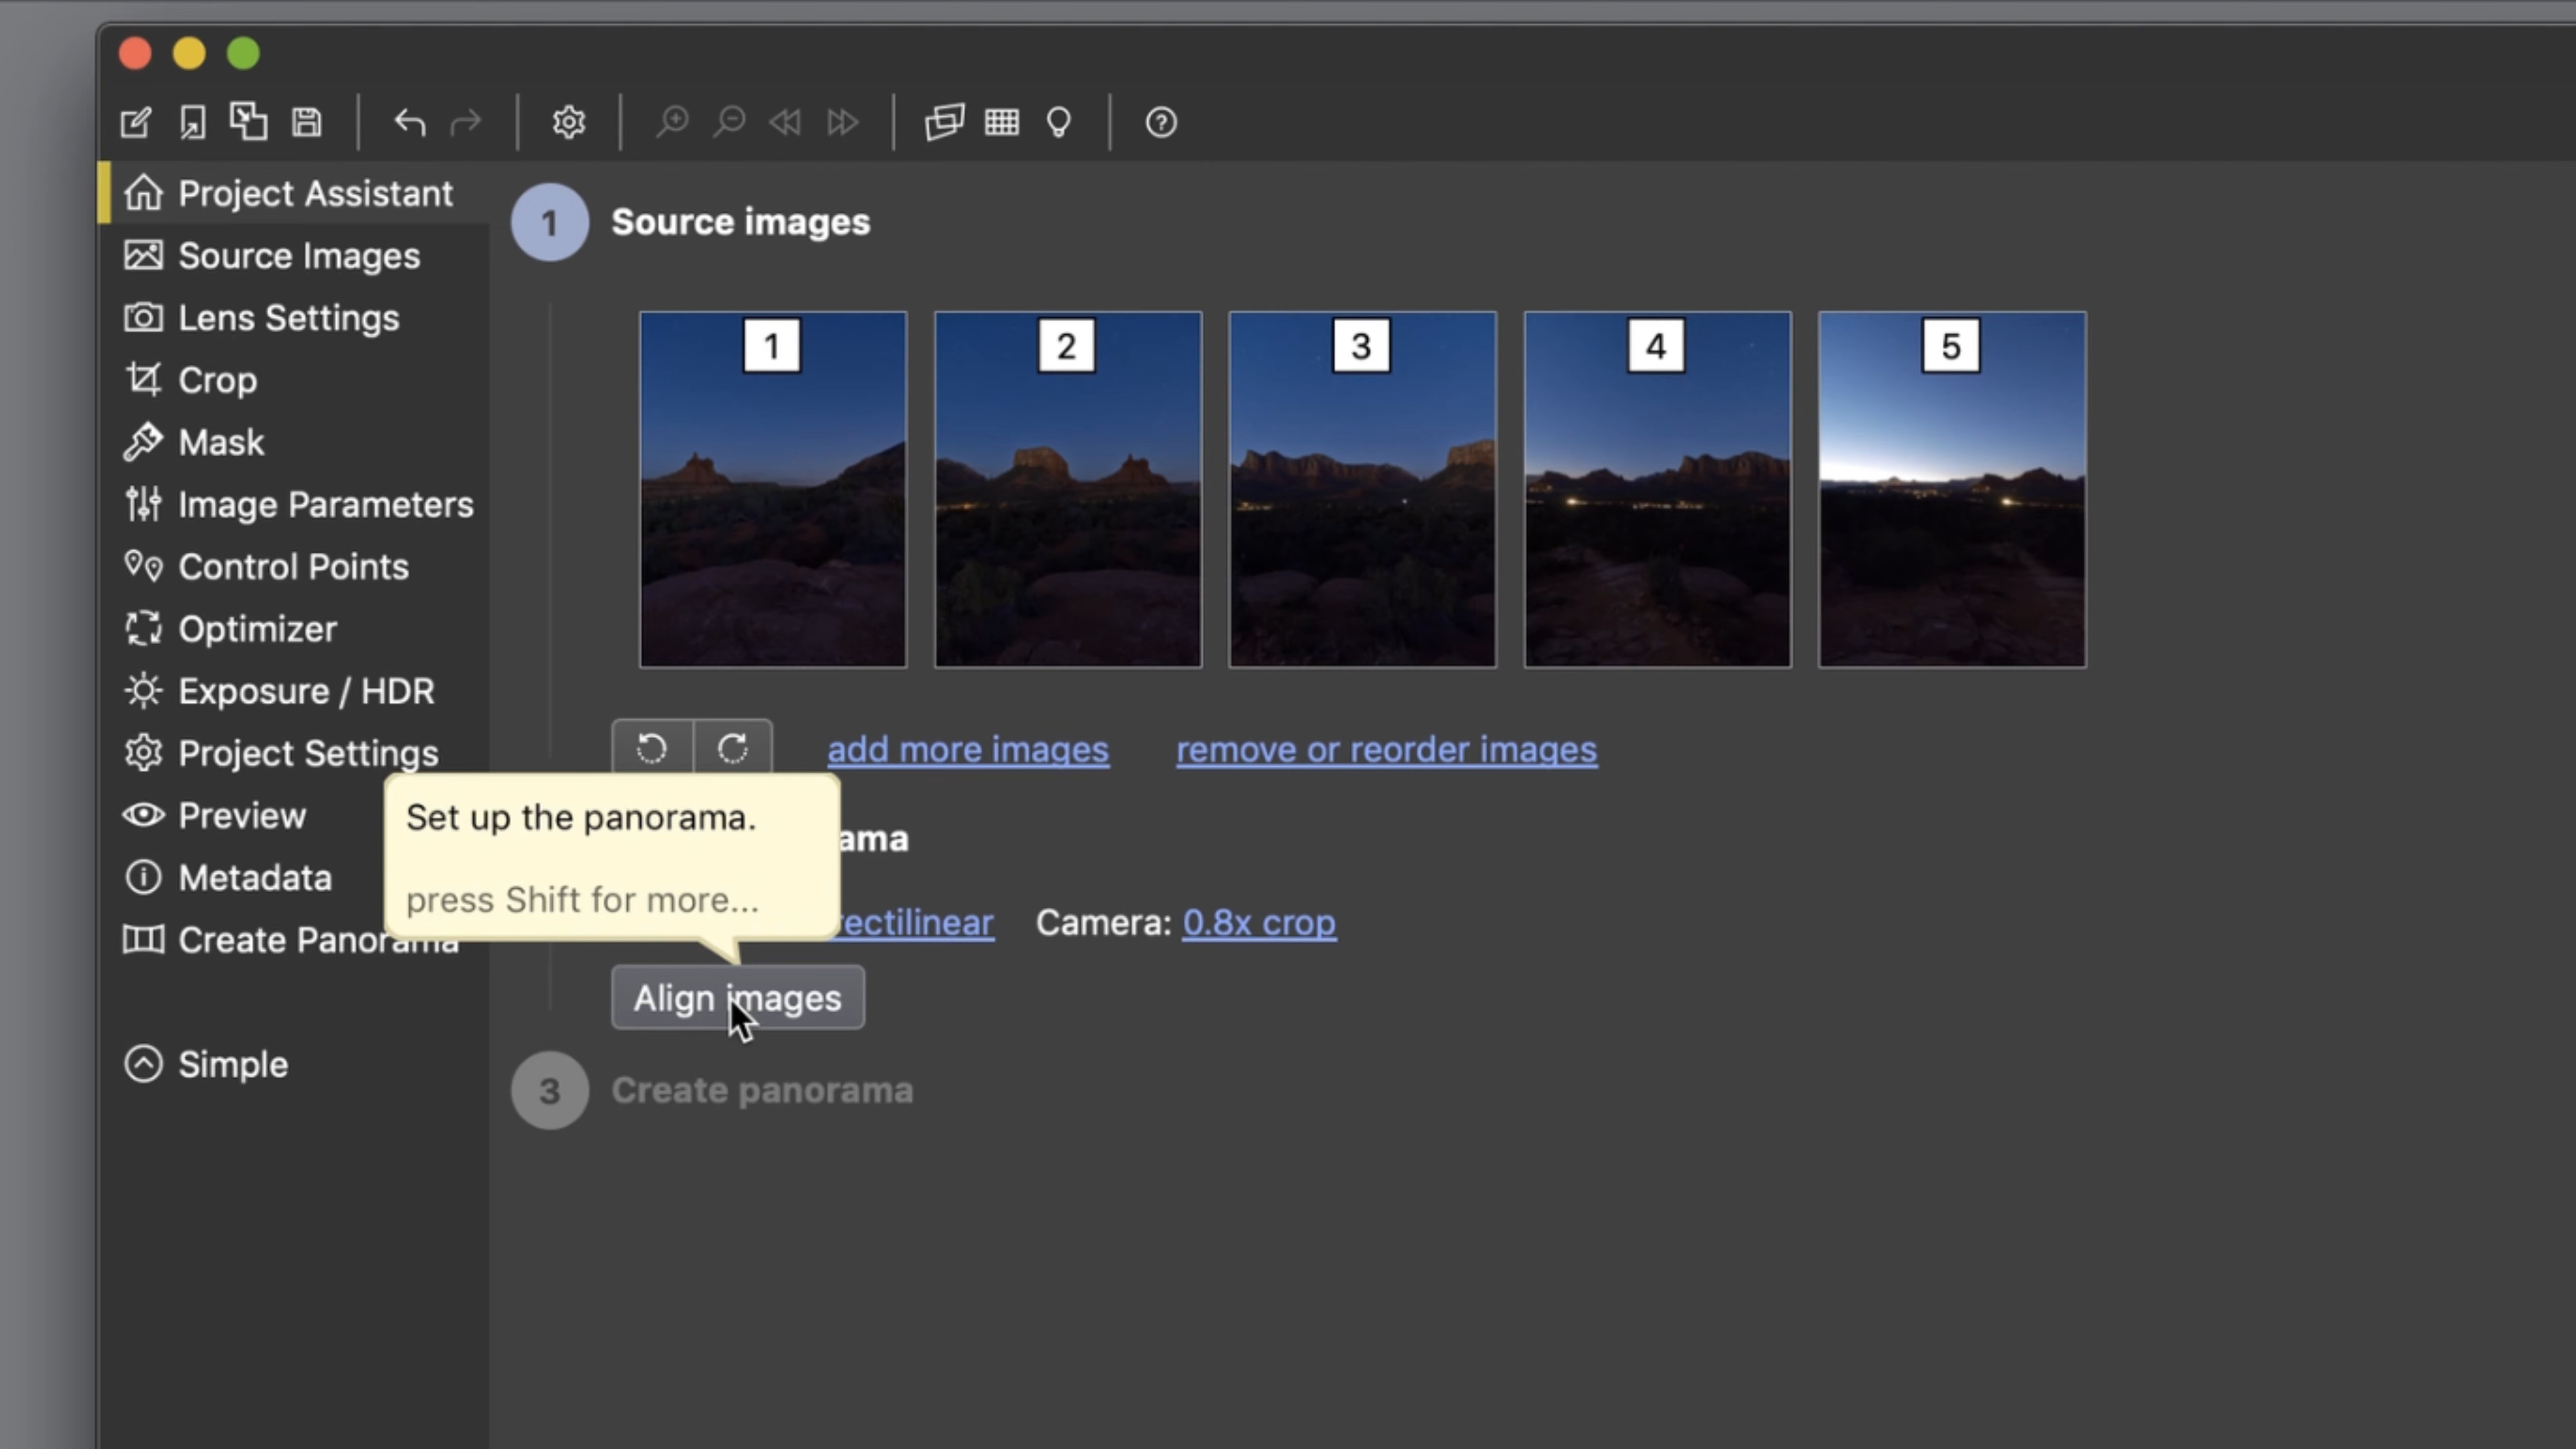 Project Assistant
Source Images
Lens Settings
Crop
Mask
Image Parameters
Control Points
Optimizer
Exposure / HDR
Project Settings
Preview
Metadata
Create Panorama
Simple
1 Source images
1 2 3 4 5
add more images remove or reorder images
Set up the panorama.
press Shift for more...
ama
rectilinear Camera: 0.8x crop
Align images
3 Create panorama